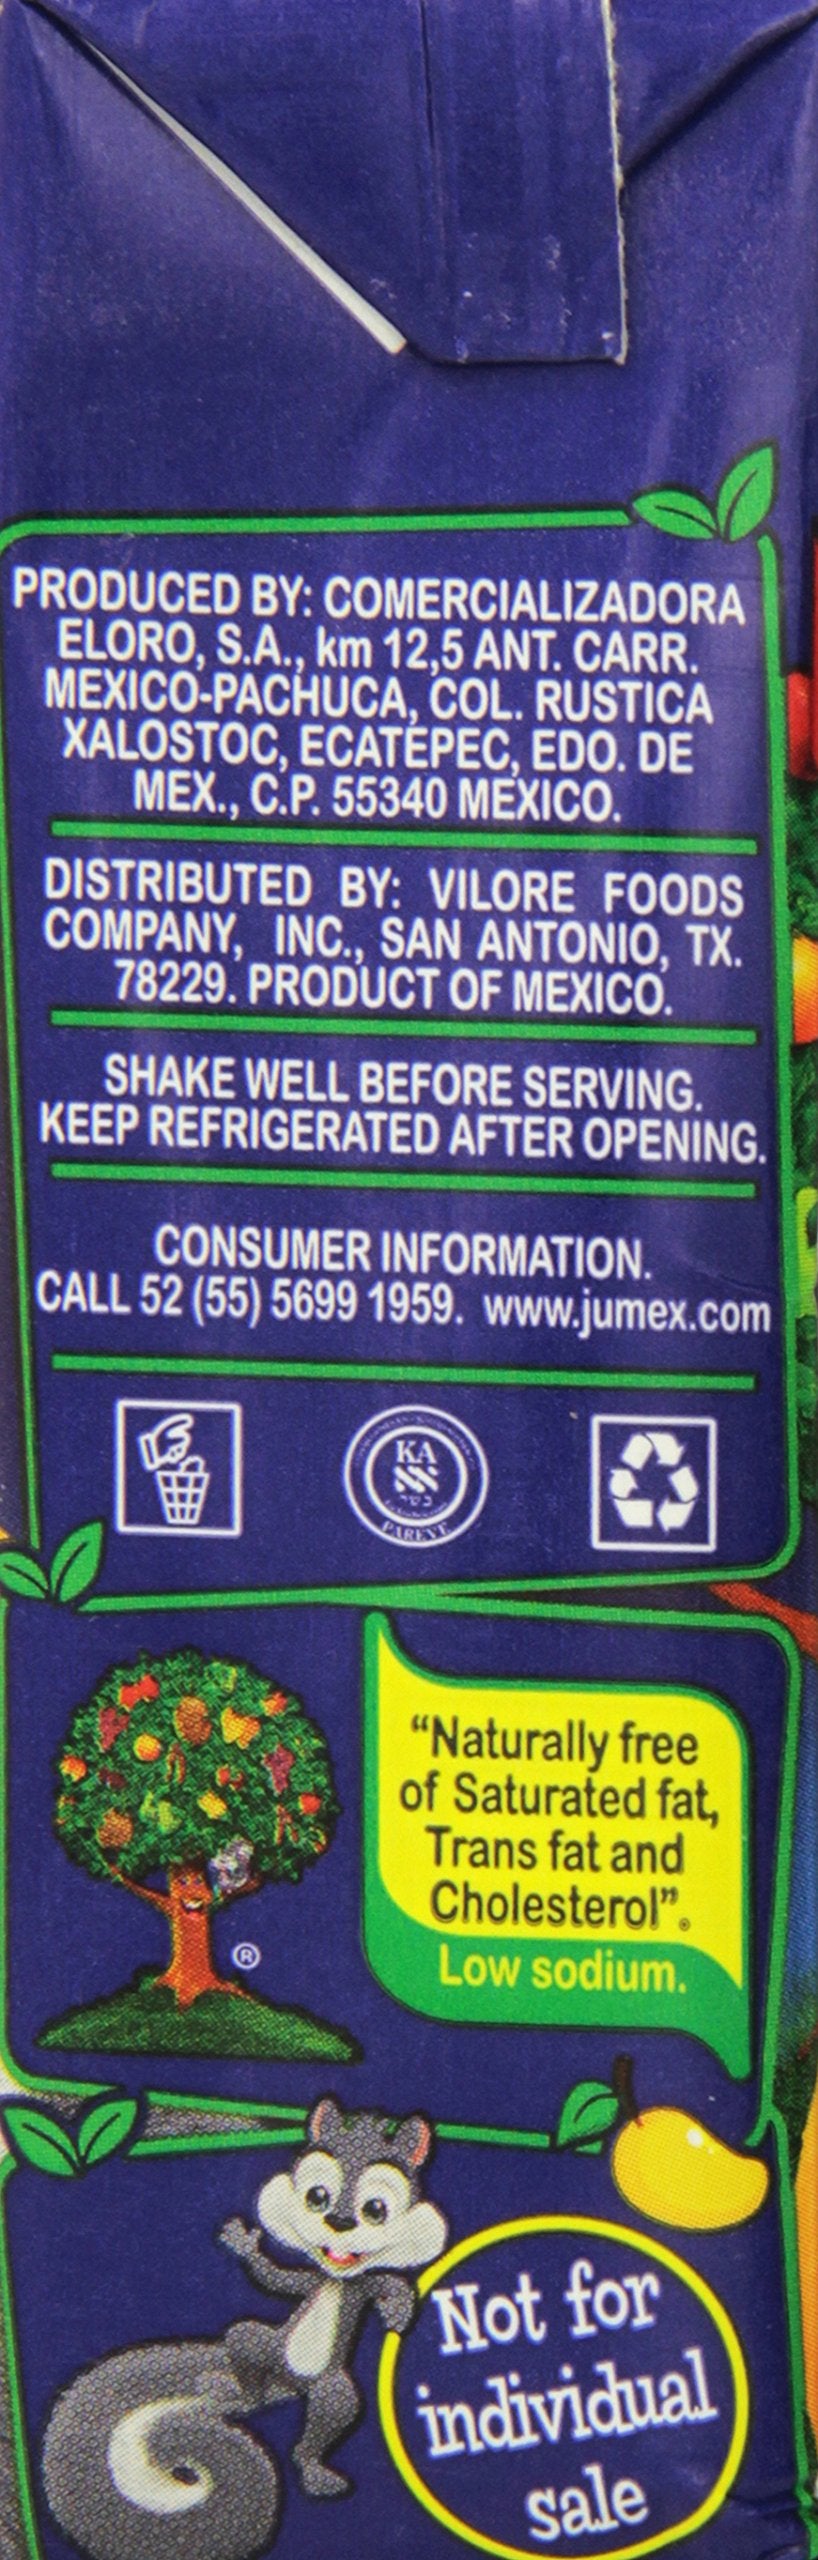 PRODUCED BY: COMERCIALIZADORA
ELORO, S.A., km 12,5 ANT. CARR.
MEXICO-PACHUCA, COL. RUSTICA
XALOSTOC, ECATEPEC, EDO. DE
MEX., C.P. 55340 MEXICO.
DISTRIBUTED BY: VILORE FOODS
COMPANY, INC., SAN ANTONIO, TX.
78229. PRODUCT OF MEXICO.
SHAKE WELL BEFORE SERVING.
KEEP REFRIGERATED AFTER OPENING.
CONSUMER INFORMATION.
CALL 52 (55) 5699 1959. www.jumex.com
KA
כשר
PAREVE
“Naturally free
of Saturated fat,
Trans fat and
Cholesterol”.
Low sodium.
®
Not for
individual
sale